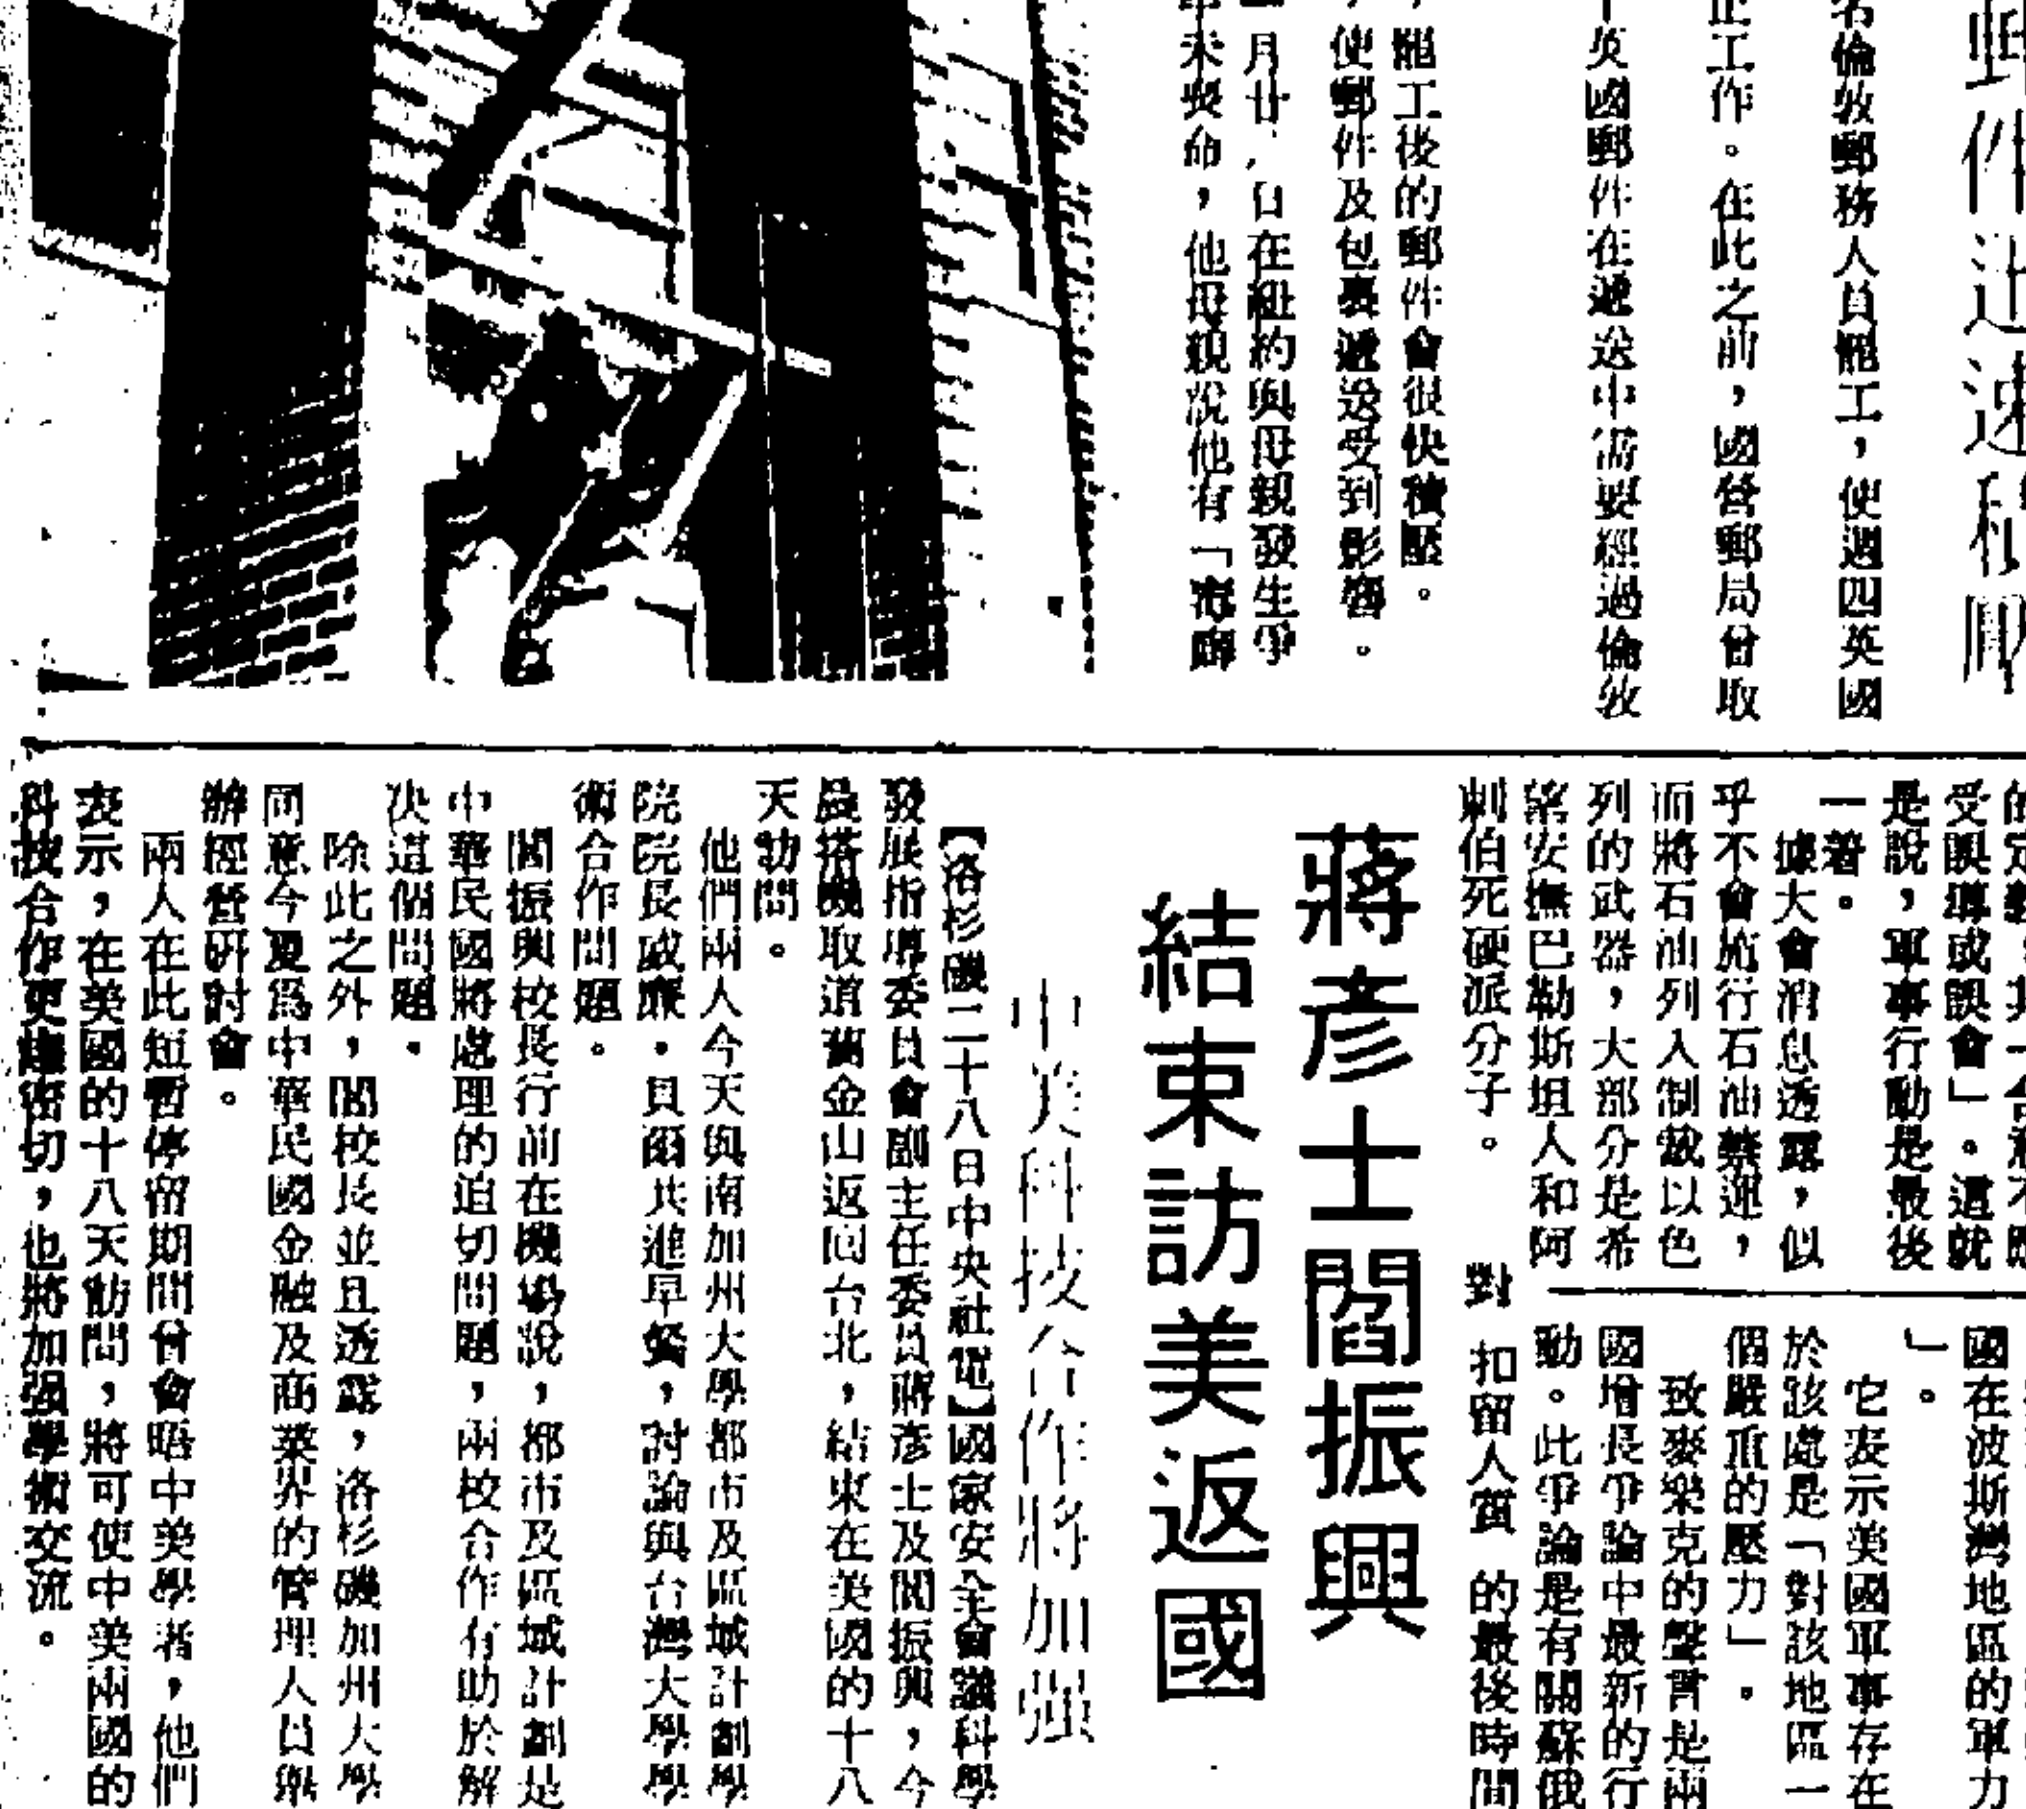 郵件迅速積
名倫敦郵務人員罷工，使週四英國
正工作。在此之前，國營郵局曾取
英國郵件在遞送中需要經過倫敦
，罷工後的郵件會很快積壓。
，使郵件及包裹遞送受到影響。
月廿 日在紐約與母親發生爭
命，他母親說他有「
受誤導或誤會」。這就
是說，軍事行動是最後
一着。
據大會消息透露，似
乎不會施行石油禁運，
而將石油列入制裁以色
列的武器，大部分是希
望安撫巴勒斯坦人和阿
剌伯死硬派分子。
國在波斯灣地區的軍力
」。
它表示美國軍事存在
於該處是「對該地區一
個嚴重的壓力」。
致麥樂克的聲言是兩
國增長爭論中最新的行
動。此爭論是有關蘇俄
對扣留人質的最後時間
蔣彥士閻振興
結束訪美返國
中美科技合作將加强
【洛杉磯二十八日中央社電】國家安全會議科學
發展指導委員會副主任委員蔣彥士及閻振興，今
晨搭機取道舊金山返回台北，結束在美國的十八
天訪問。
他們兩人今天與南加州大學都市及區域計劃學
院院長威廉．貝爾共進早餐，討論與台灣大學學
術合作問題。
閻振興校長行前在機場說，都市及區域計劃是
中華民國將處理的迫切問題，兩校合作有助於解
決這個問題．
除此之外，閻校長並且透露，洛杉磯加州大學
同意今夏爲中華民國金融及商業界的管理人員舉
辦經營研討會。
兩人在此短暫停留期間曾會晤中美學者，他們
表示，在美國的十八天訪問，將可使中美兩國的
科技合作更趨密切，也將加强學術交流。